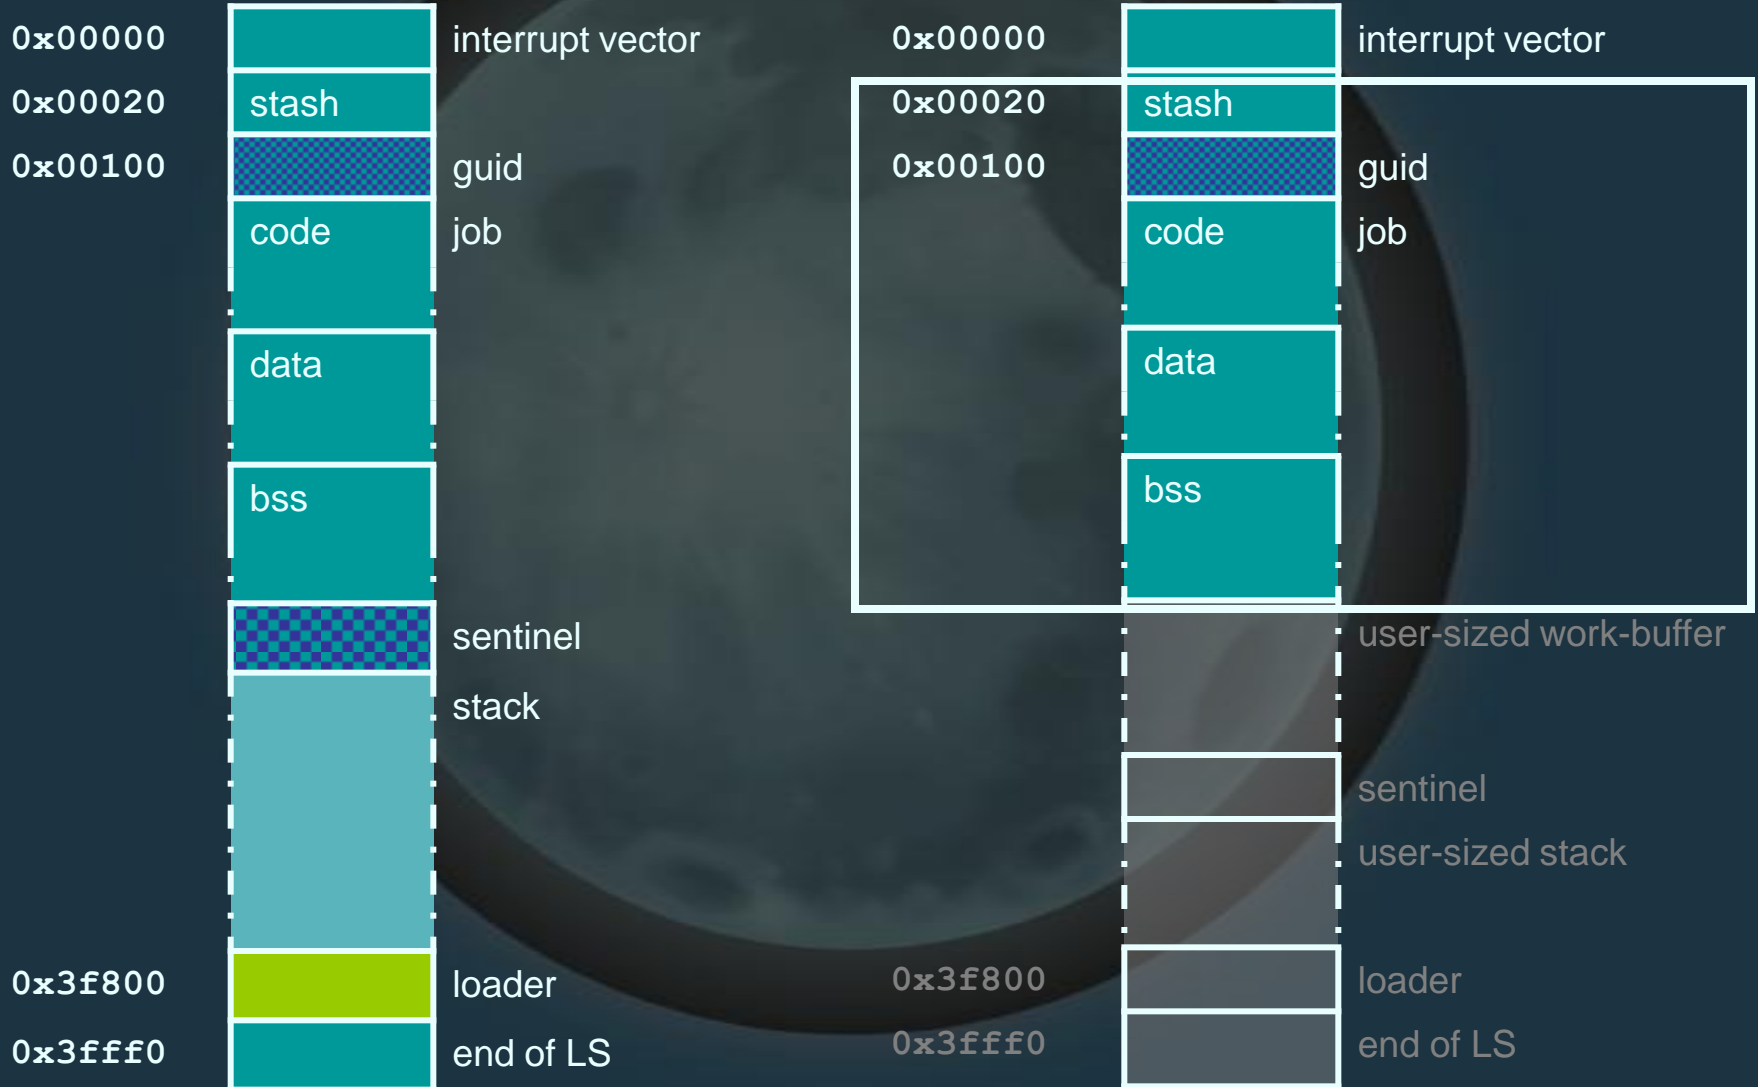 0x00000 interrupt vector
0x00020 stash
0x00100 guid
code job
data
bss
sentinel
stack
0x3f800 loader
0x3fff0 end of LS
0x00000 interrupt vector
0x00020 stash
0x00100 guid
code job
data
bss
user-sized work-buffer
sentinel
user-sized stack
0x3f800 loader
0x3fff0 end of LS